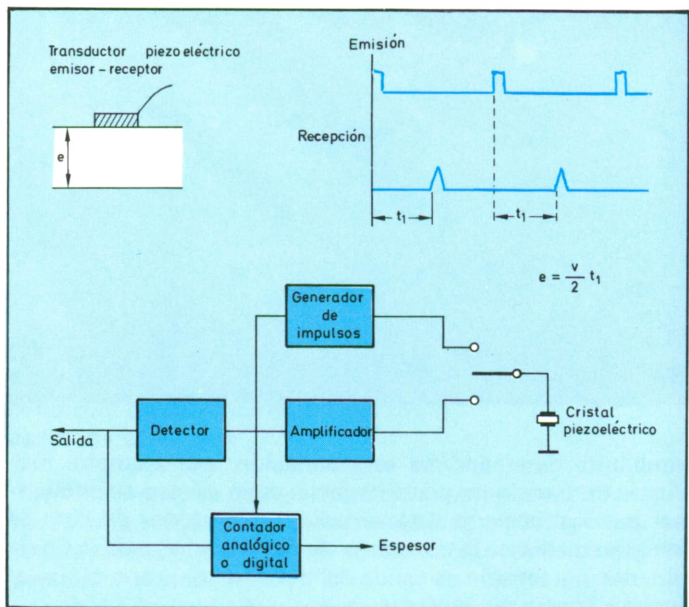 Transductor piezo eléctrico
emisor - receptor
e
Emisión
Recepción
t₁
t₁
e = v/2 t₁
Generador
de
impulsos
Salida
Detector
Amplificador
Cristal
piezoeléctrico
Contador
analógico
o digital
Espesor